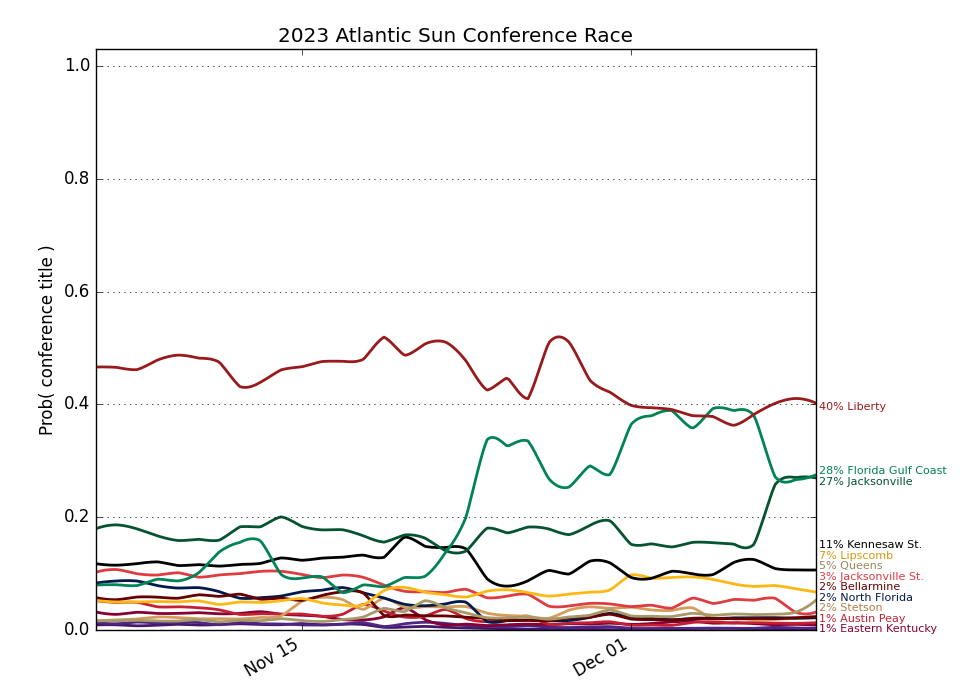 2023 Atlantic Sun Conference Race
Prob( conference title )
1.0
0.8
0.6
0.4
0.2
0.0
Nov 15
Dec 01
40% Liberty
28% Florida Gulf Coast
27% Jacksonville
11% Kennesaw St.
7% Lipscomb
5% Queens
3% Jacksonville St.
2% Bellarmine
2% North Florida
2% Stetson
1% Austin Peay
1% Eastern Kentucky